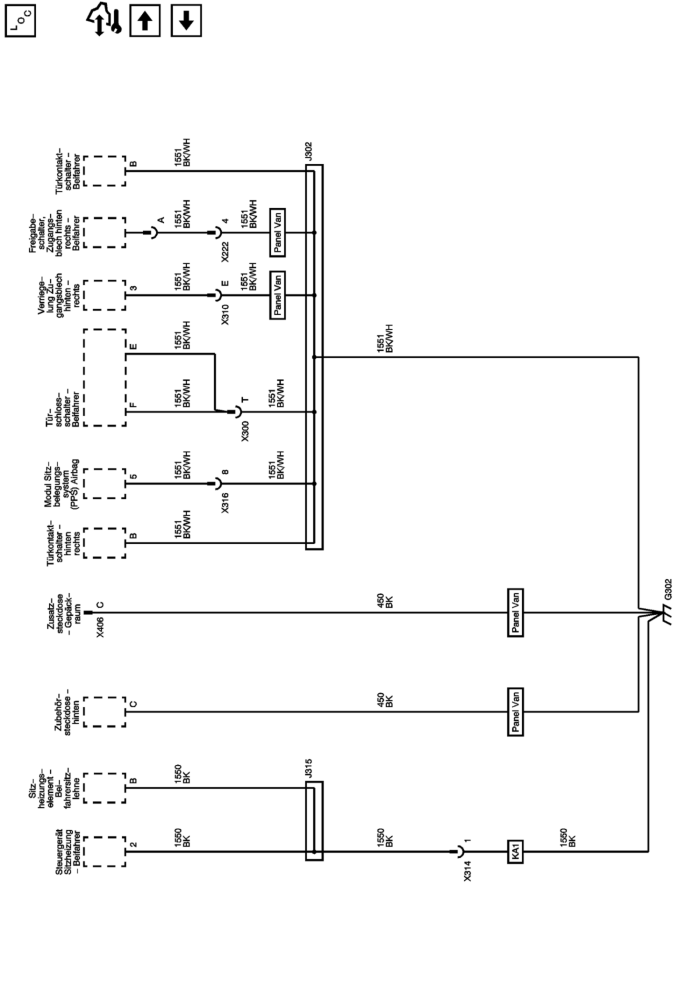 LOC
Türkontakt–
schalter –
Beifahrer
B
1551
BK/WH
Freigabe–
schalter,
Zugangs–
blech hinten
rechts –
Beifahrer
A
1551
BK/WH
4
X222
1551
BK/WH
Panel Van
Verriege–
lung Zu–
gangsblech
hinten –
rechts
3
1551
BK/WH
E
X310
1551
BK/WH
Panel Van
Tür–
schloss–
schalter –
Beifahrer
E
1551
BK/WH
F
1551
BK/WH
T
X300
1551
BK/WH
Modul Sitz–
belegungs–
system
(PPS) Airbag
5
1551
BK/WH
8
X316
1551
BK/WH
Türkontakt–
schalter –
hinten
rechts
B
1551
BK/WH
J302
1551
BK/WH
Zusatz–
steckdose
– Gepäck–
raum
C
X406
450
BK
Panel Van
G302
Zubehör–
steckdose –
hinten
C
450
BK
Panel Van
Sitz–
heizungs–
element –
Bei–
fahrersitz–
lehne
B
1550
BK
J315
Steuergerät
Sitzheizung
– Beifahrer
2
1550
BK
1550
BK
1
X314
KA1
1550
BK